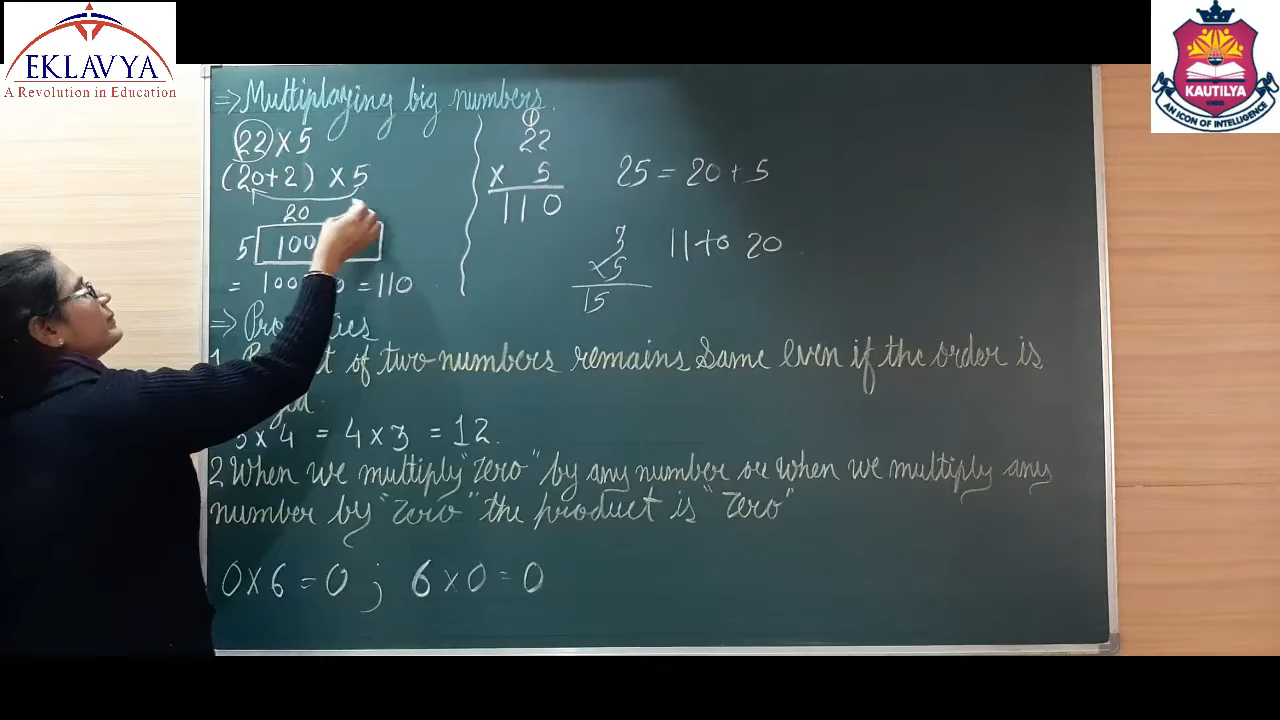 EKLAVYA
A Revolution in Education
KAUTILYA
AN ICON OF INTELLIGENCE
⇒ Multiplaying big numbers.
22 × 5
(20+2) × 5
20
5 100
= 100 = 110
1
22
× 5
110
25 = 20 + 5
3
×5
15
11 to 20
⇒
1. of two numbers remains Same even if the order is
× 4 = 4 × 3 = 12.
2 When we multiply "zero" by any number or when we multiply any
number by "zero" the product is "zero"
0 × 6 = 0 ; 6 × 0 = 0